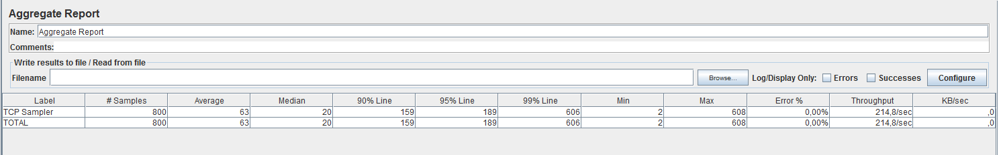 Aggregate Report
Name: Aggregate Report
Comments:
Write results to file / Read from file
Filename Browse... Log/Display Only: Errors Successes Configure
Label # Samples Average Median 90% Line 95% Line 99% Line Min Max Error % Throughput KB/sec
TCP Sampler 800 63 20 159 189 606 2 608 0,00% 214,8/sec ,0
TOTAL 800 63 20 159 189 606 2 608 0,00% 214,8/sec ,0